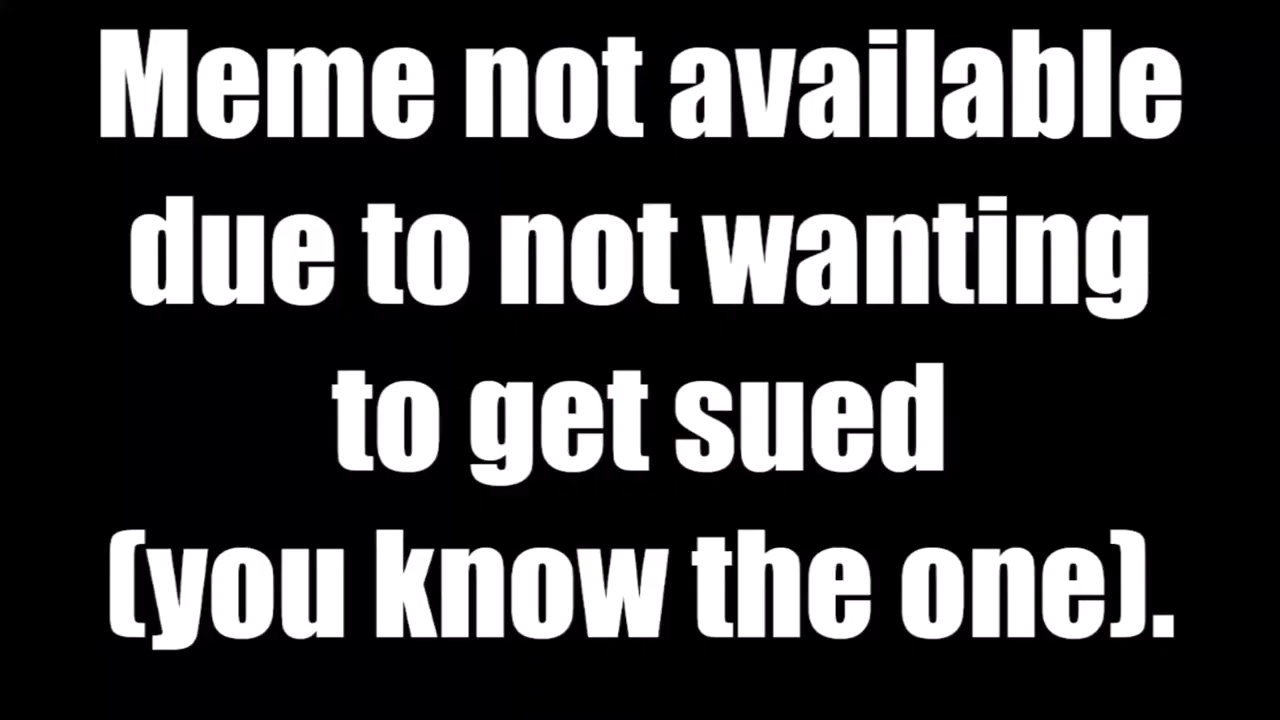 Meme not available
due to not wanting
to get sued
(you know the one).